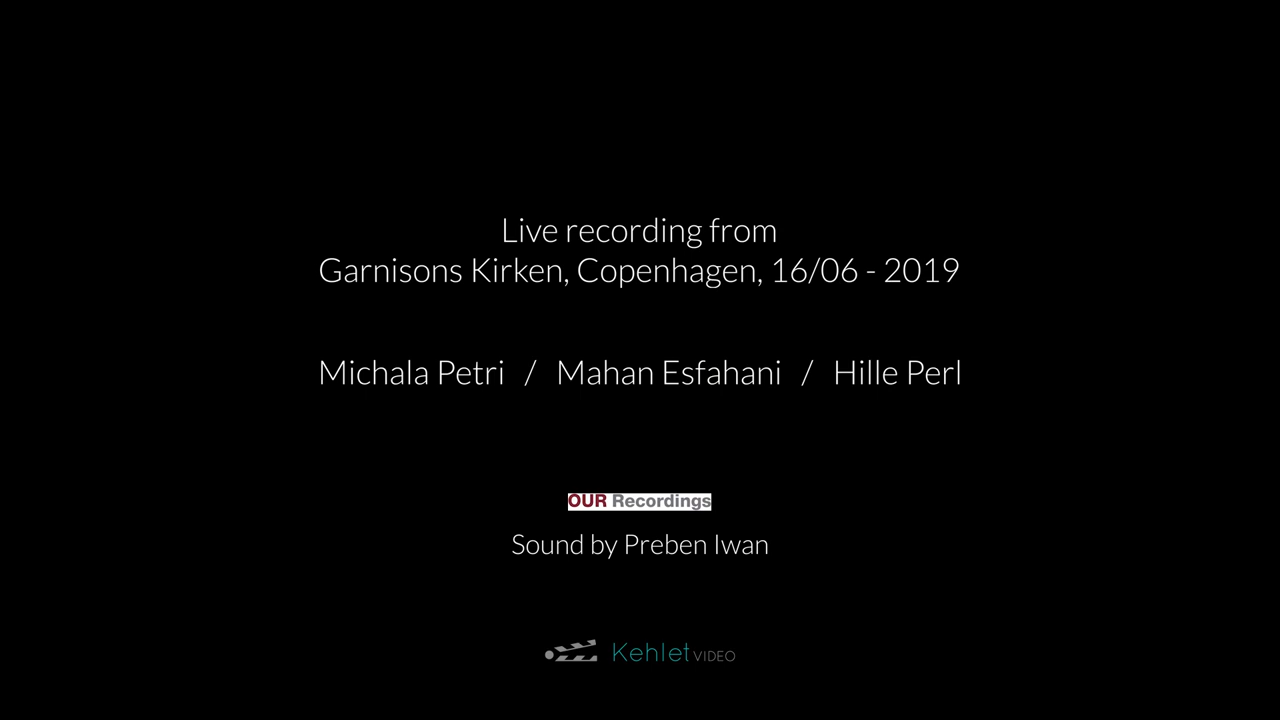 Live recording from
Garnisons Kirken, Copenhagen, 16/06 - 2019
Michala Petri / Mahan Esfahani / Hille Perl
OUR Recordings
Sound by Preben Iwan
Kehlet VIDEO